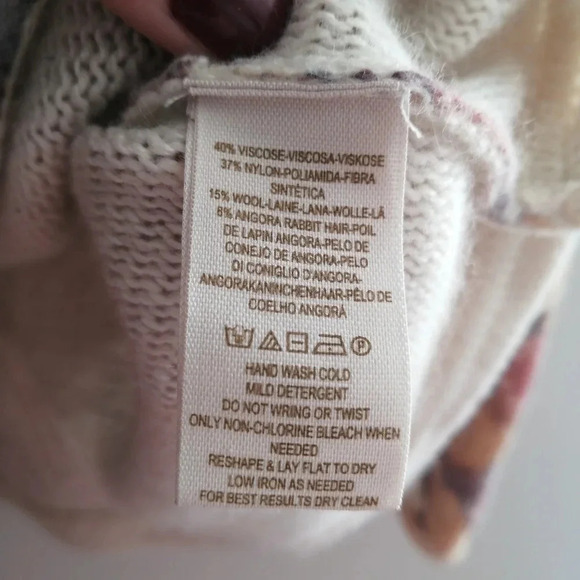 40% VISCOSE-VISCOSA-VISKOSE
37% NYLON-POLIAMIDA-FIBRA
SINTÉTICA
15% WOOL-LAINE-LANA-WOLLE-LÃ
8% ANGORA RABBIT HAIR-POIL
DE LAPIN ANGORA-PELO DE
CONEJO DE ANGORA-PELO
DI CONIGLIO D'ANGORA-
ANGORAKANINCHENHAAR-PÊLO DE
COELHO ANGORÁ
P
HAND WASH COLD
MILD DETERGENT
DO NOT WRING OR TWIST
ONLY NON-CHLORINE BLEACH WHEN
NEEDED
RESHAPE & LAY FLAT TO DRY
LOW IRON AS NEEDED
FOR BEST RESULTS DRY CLEAN